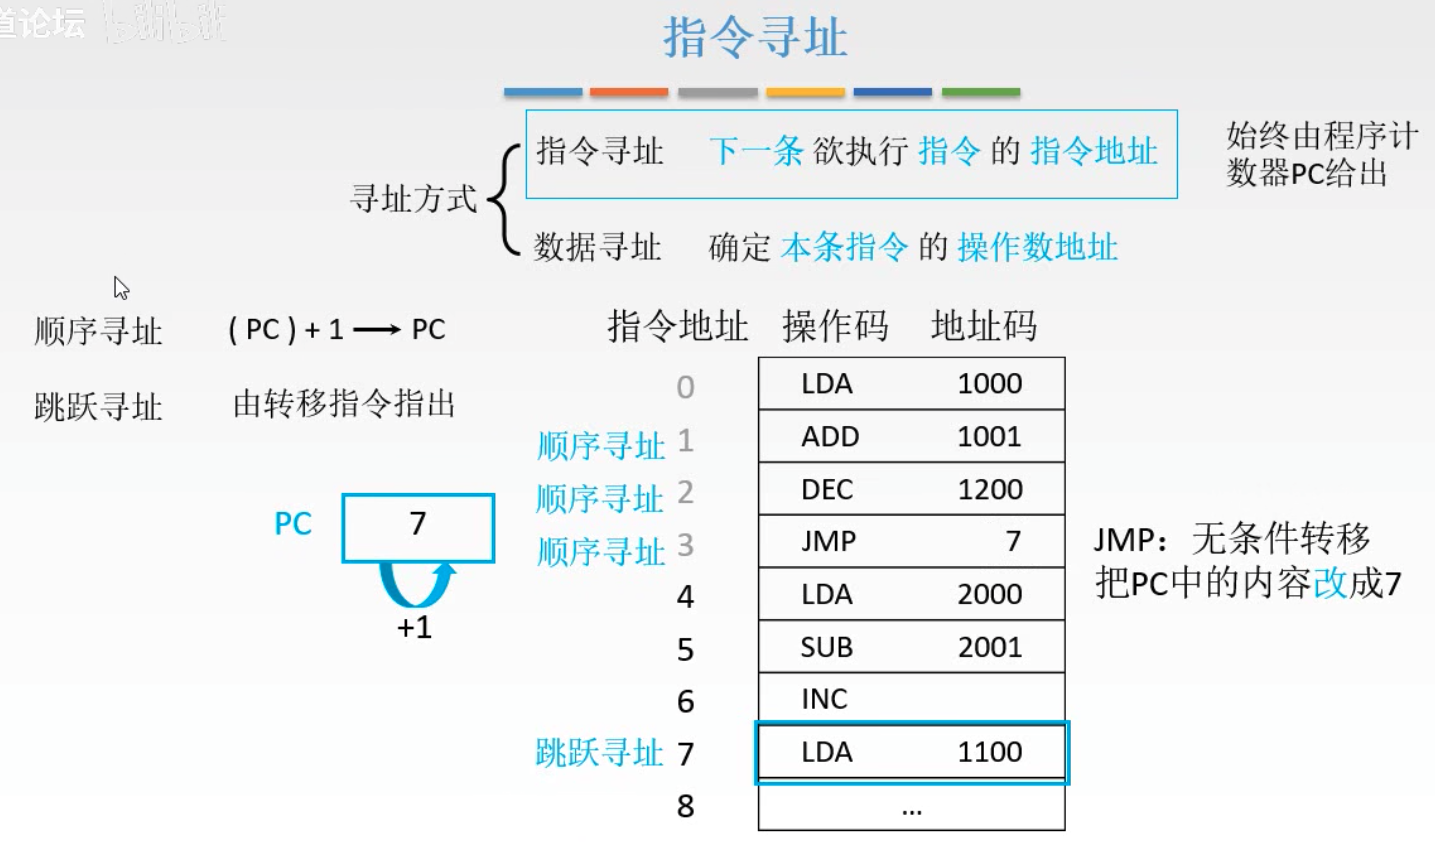 道论坛 bilibili
指令寻址
指令寻址 下一条 欲执行 指令 的 指令地址
始终由程序计
数器PC给出
寻址方式
数据寻址 确定 本条指令 的 操作数地址
顺序寻址 ( PC ) + 1 → PC
跳跃寻址 由转移指令指出
PC 7
+1
指令地址 操作码 地址码
0 LDA 1000
顺序寻址 1 ADD 1001
顺序寻址 2 DEC 1200
顺序寻址 3 JMP 7
4 LDA 2000
5 SUB 2001
6 INC
跳跃寻址 7 LDA 1100
8 ...
JMP：无条件转移
把PC中的内容改成7